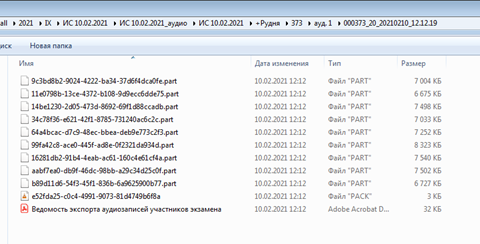 all ▸ 2021 ▸ IX ▸ ИС 10.02.2021 ▸ ИС 10.02.2021_аудио ▸ ИС 10.02.2021 ▸ +Рудня ▸ 373 ▸ ауд. 1 ▸ 000373_20_20210210_12.12.19
оиск Новая папка
Имя Дата изменения Тип Размер
9c3bd8b2-9024-4222-ba34-37d6f4dca0fe.part 10.02.2021 12:12 Файл "PART" 7 004 КБ
11e0798b-13ce-4372-b108-9d9ecc6dde75.part 10.02.2021 12:12 Файл "PART" 6 675 КБ
14be1230-2d05-473d-8692-69f1d88ccadb.part 10.02.2021 12:12 Файл "PART" 7 498 КБ
34c78f36-e621-42f1-8785-731240ac6c2c.part 10.02.2021 12:12 Файл "PART" 7 033 КБ
64a4bcac-d7c9-48ec-bbea-deb9e773c2f3.part 10.02.2021 12:12 Файл "PART" 7 252 КБ
99fa42c8-ace0-445f-ad8e-0f2321da934d.part 10.02.2021 12:12 Файл "PART" 8 323 КБ
16281db2-91b4-4eab-ac61-160c4e61cf4a.part 10.02.2021 12:12 Файл "PART" 7 540 КБ
aabf7ea0-db9f-46dc-98bb-a29c34d25c0f.part 10.02.2021 12:12 Файл "PART" 7 502 КБ
b89d11d6-54f3-45f1-836b-6a9625900b77.part 10.02.2021 12:12 Файл "PART" 6 727 КБ
e52fda25-c0c4-4991-9073-81d4749b6f8a 10.02.2021 12:12 Файл "PACK" 3 КБ
Ведомость экспорта аудиозаписей участников экзамена 10.02.2021 12:12 Adobe Acrobat D... 32 КБ